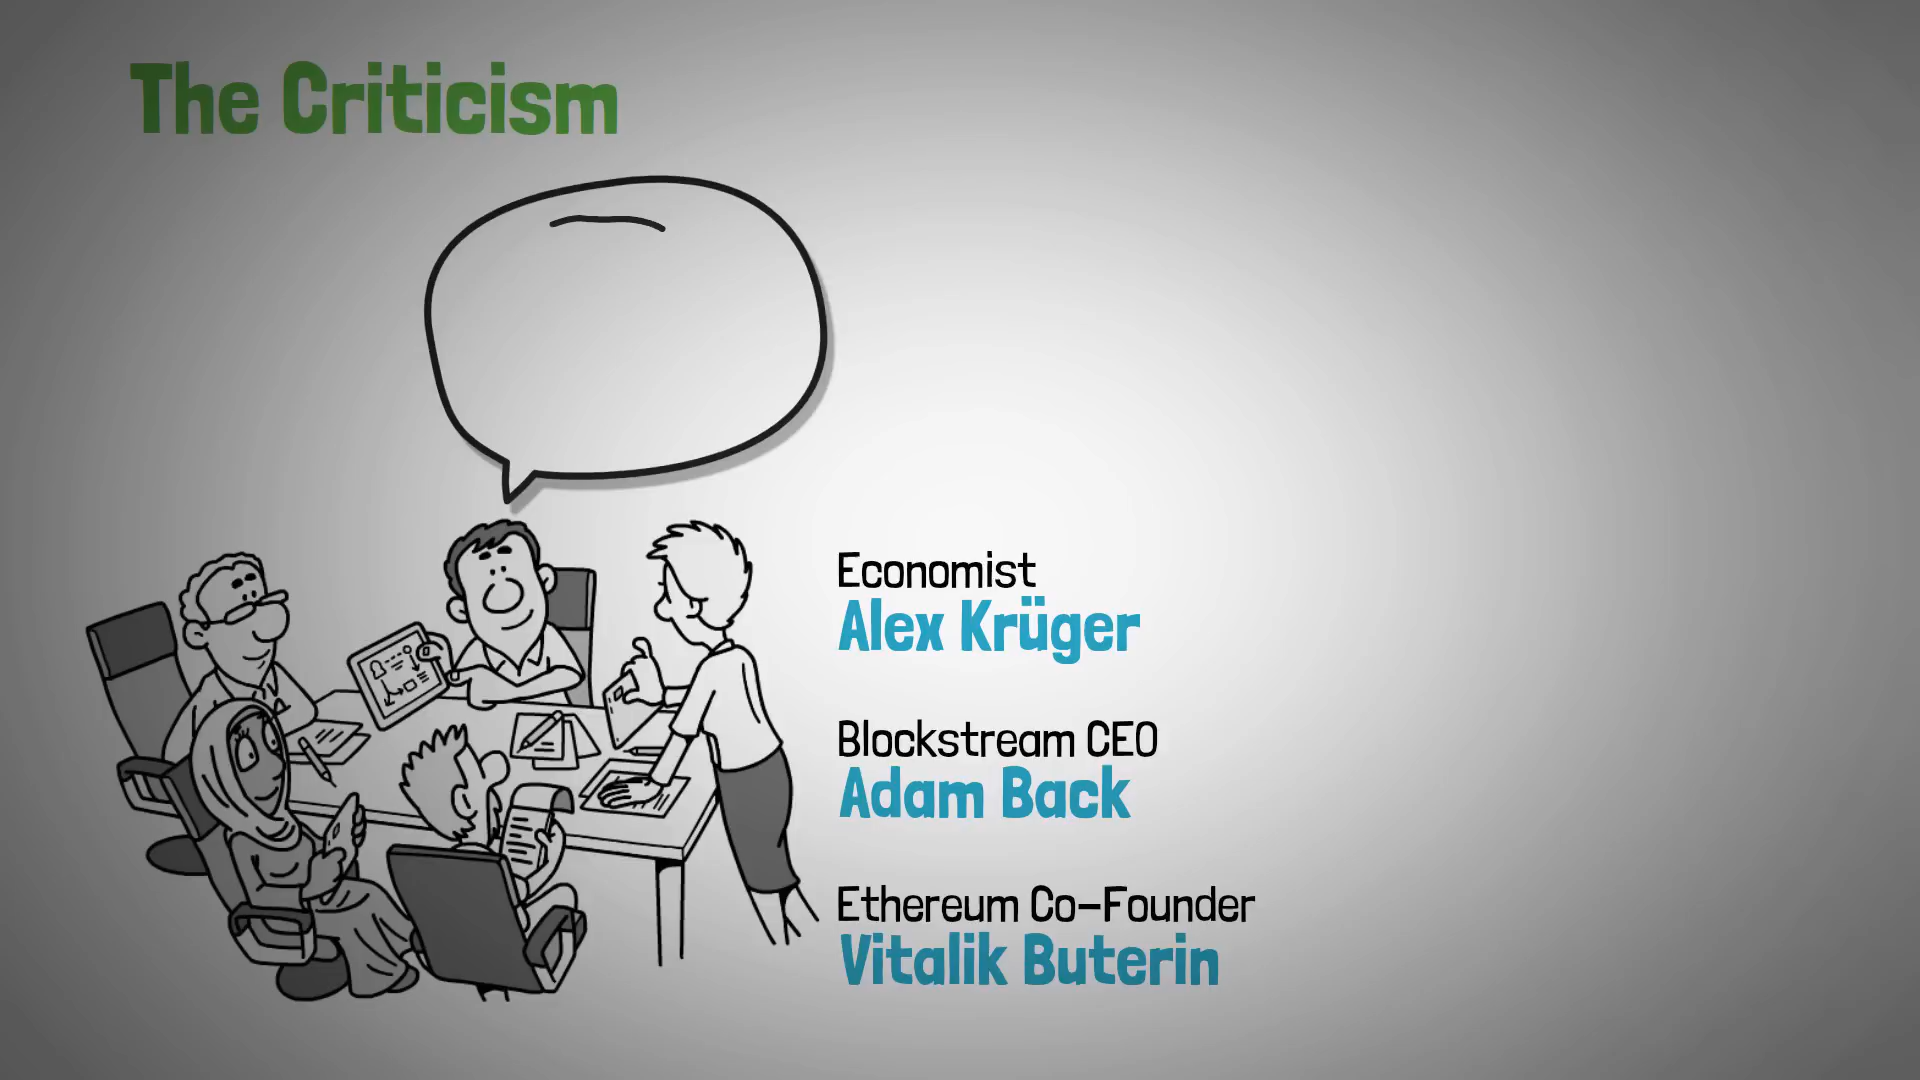 The Criticism
Economist
Alex Krüger
Blockstream CEO
Adam Back
Ethereum Co-Founder
Vitalik Buterin